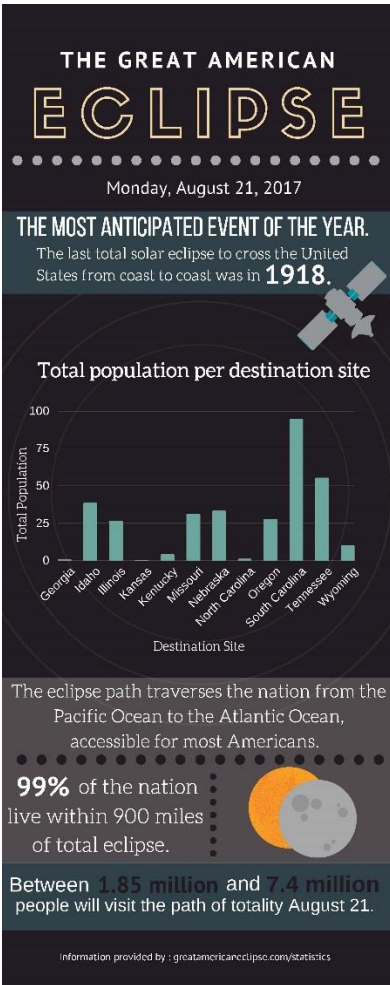 THE GREAT AMERICAN
ECLIPSE
Monday, August 21, 2017
THE MOST ANTICIPATED EVENT OF THE YEAR.
The last total solar eclipse to cross the United
States from coast to coast was in 1918.
Total population per destination site
100
75
50
25
0
Total Population
Georgia
Idaho
Illinois
Kansas
Kentucky
Missouri
Nebraska
North Carolina
Oregon
South Carolina
Tennessee
Wyoming
Destination Site
The eclipse path traverses the nation from the
Pacific Ocean to the Atlantic Ocean,
accessible for most Americans.
99% of the nation
live within 900 miles
of total eclipse.
Between 1.85 million and 7.4 million
people will visit the path of totality August 21.
Information provided by : greatamericaneclipse.com/statistics